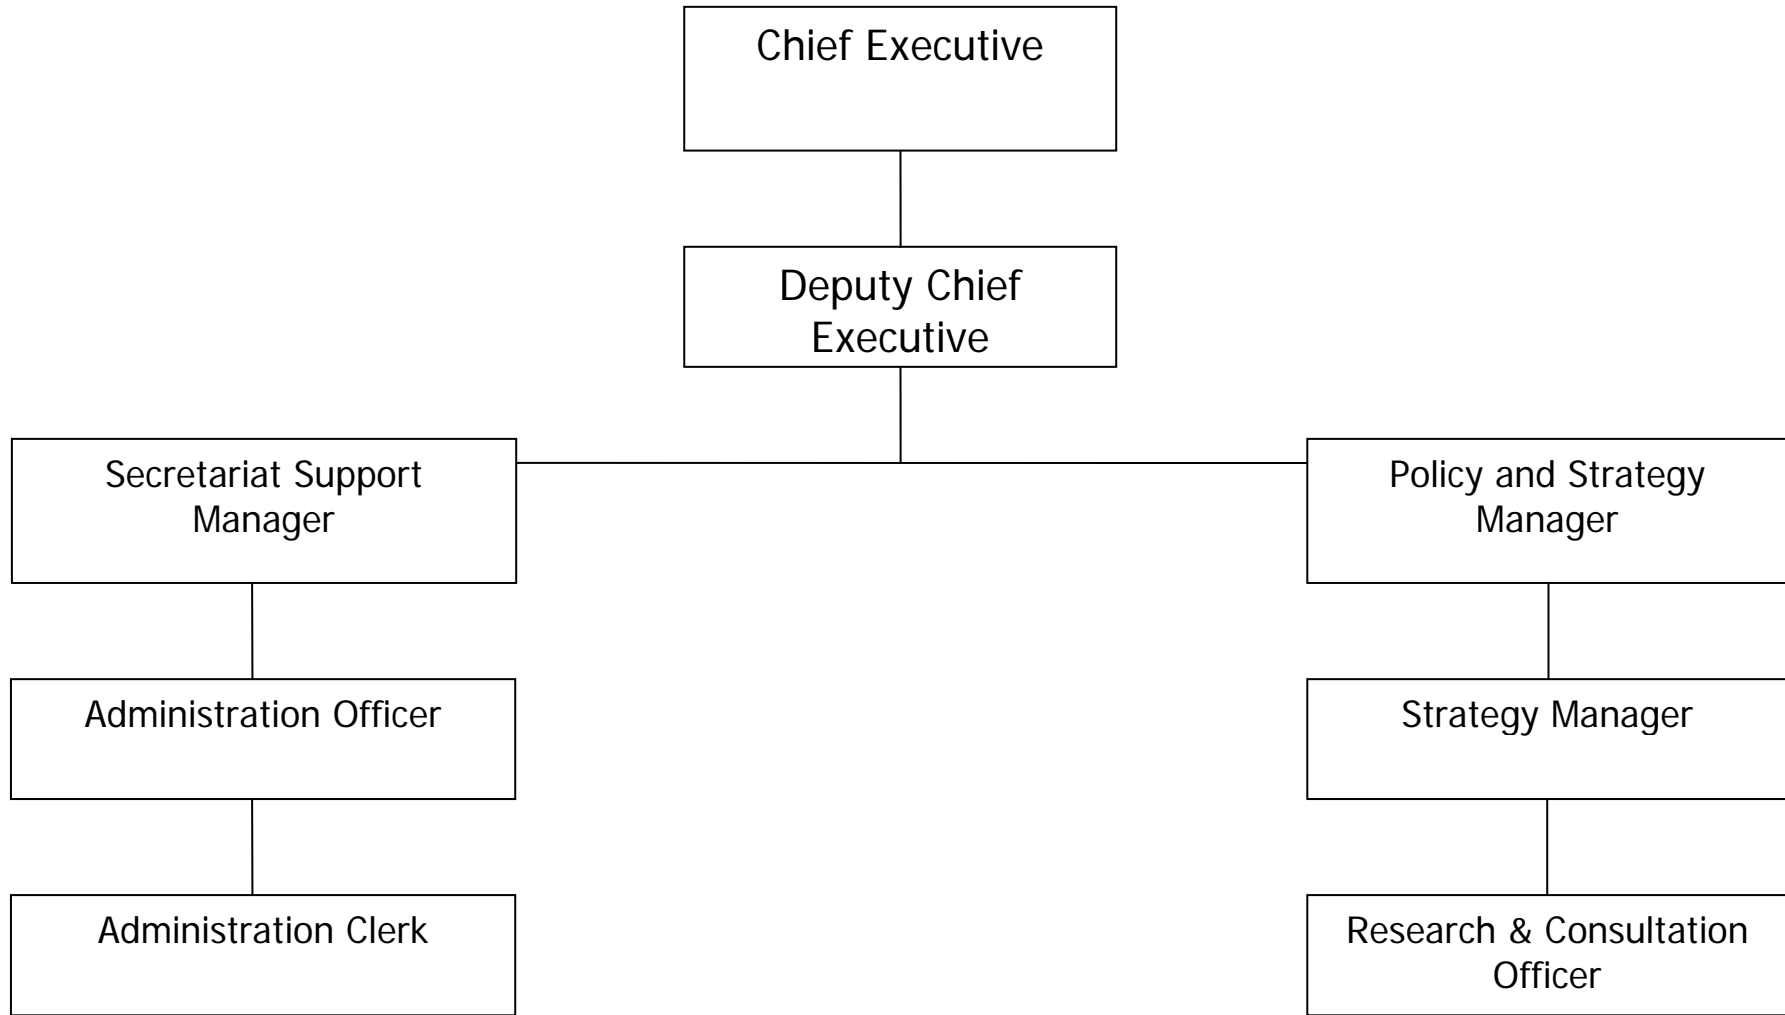 Chief Executive
Deputy Chief
Executive
Secretariat Support
Manager
Policy and Strategy
Manager
Administration Officer
Strategy Manager
Administration Clerk
Research & Consultation
Officer